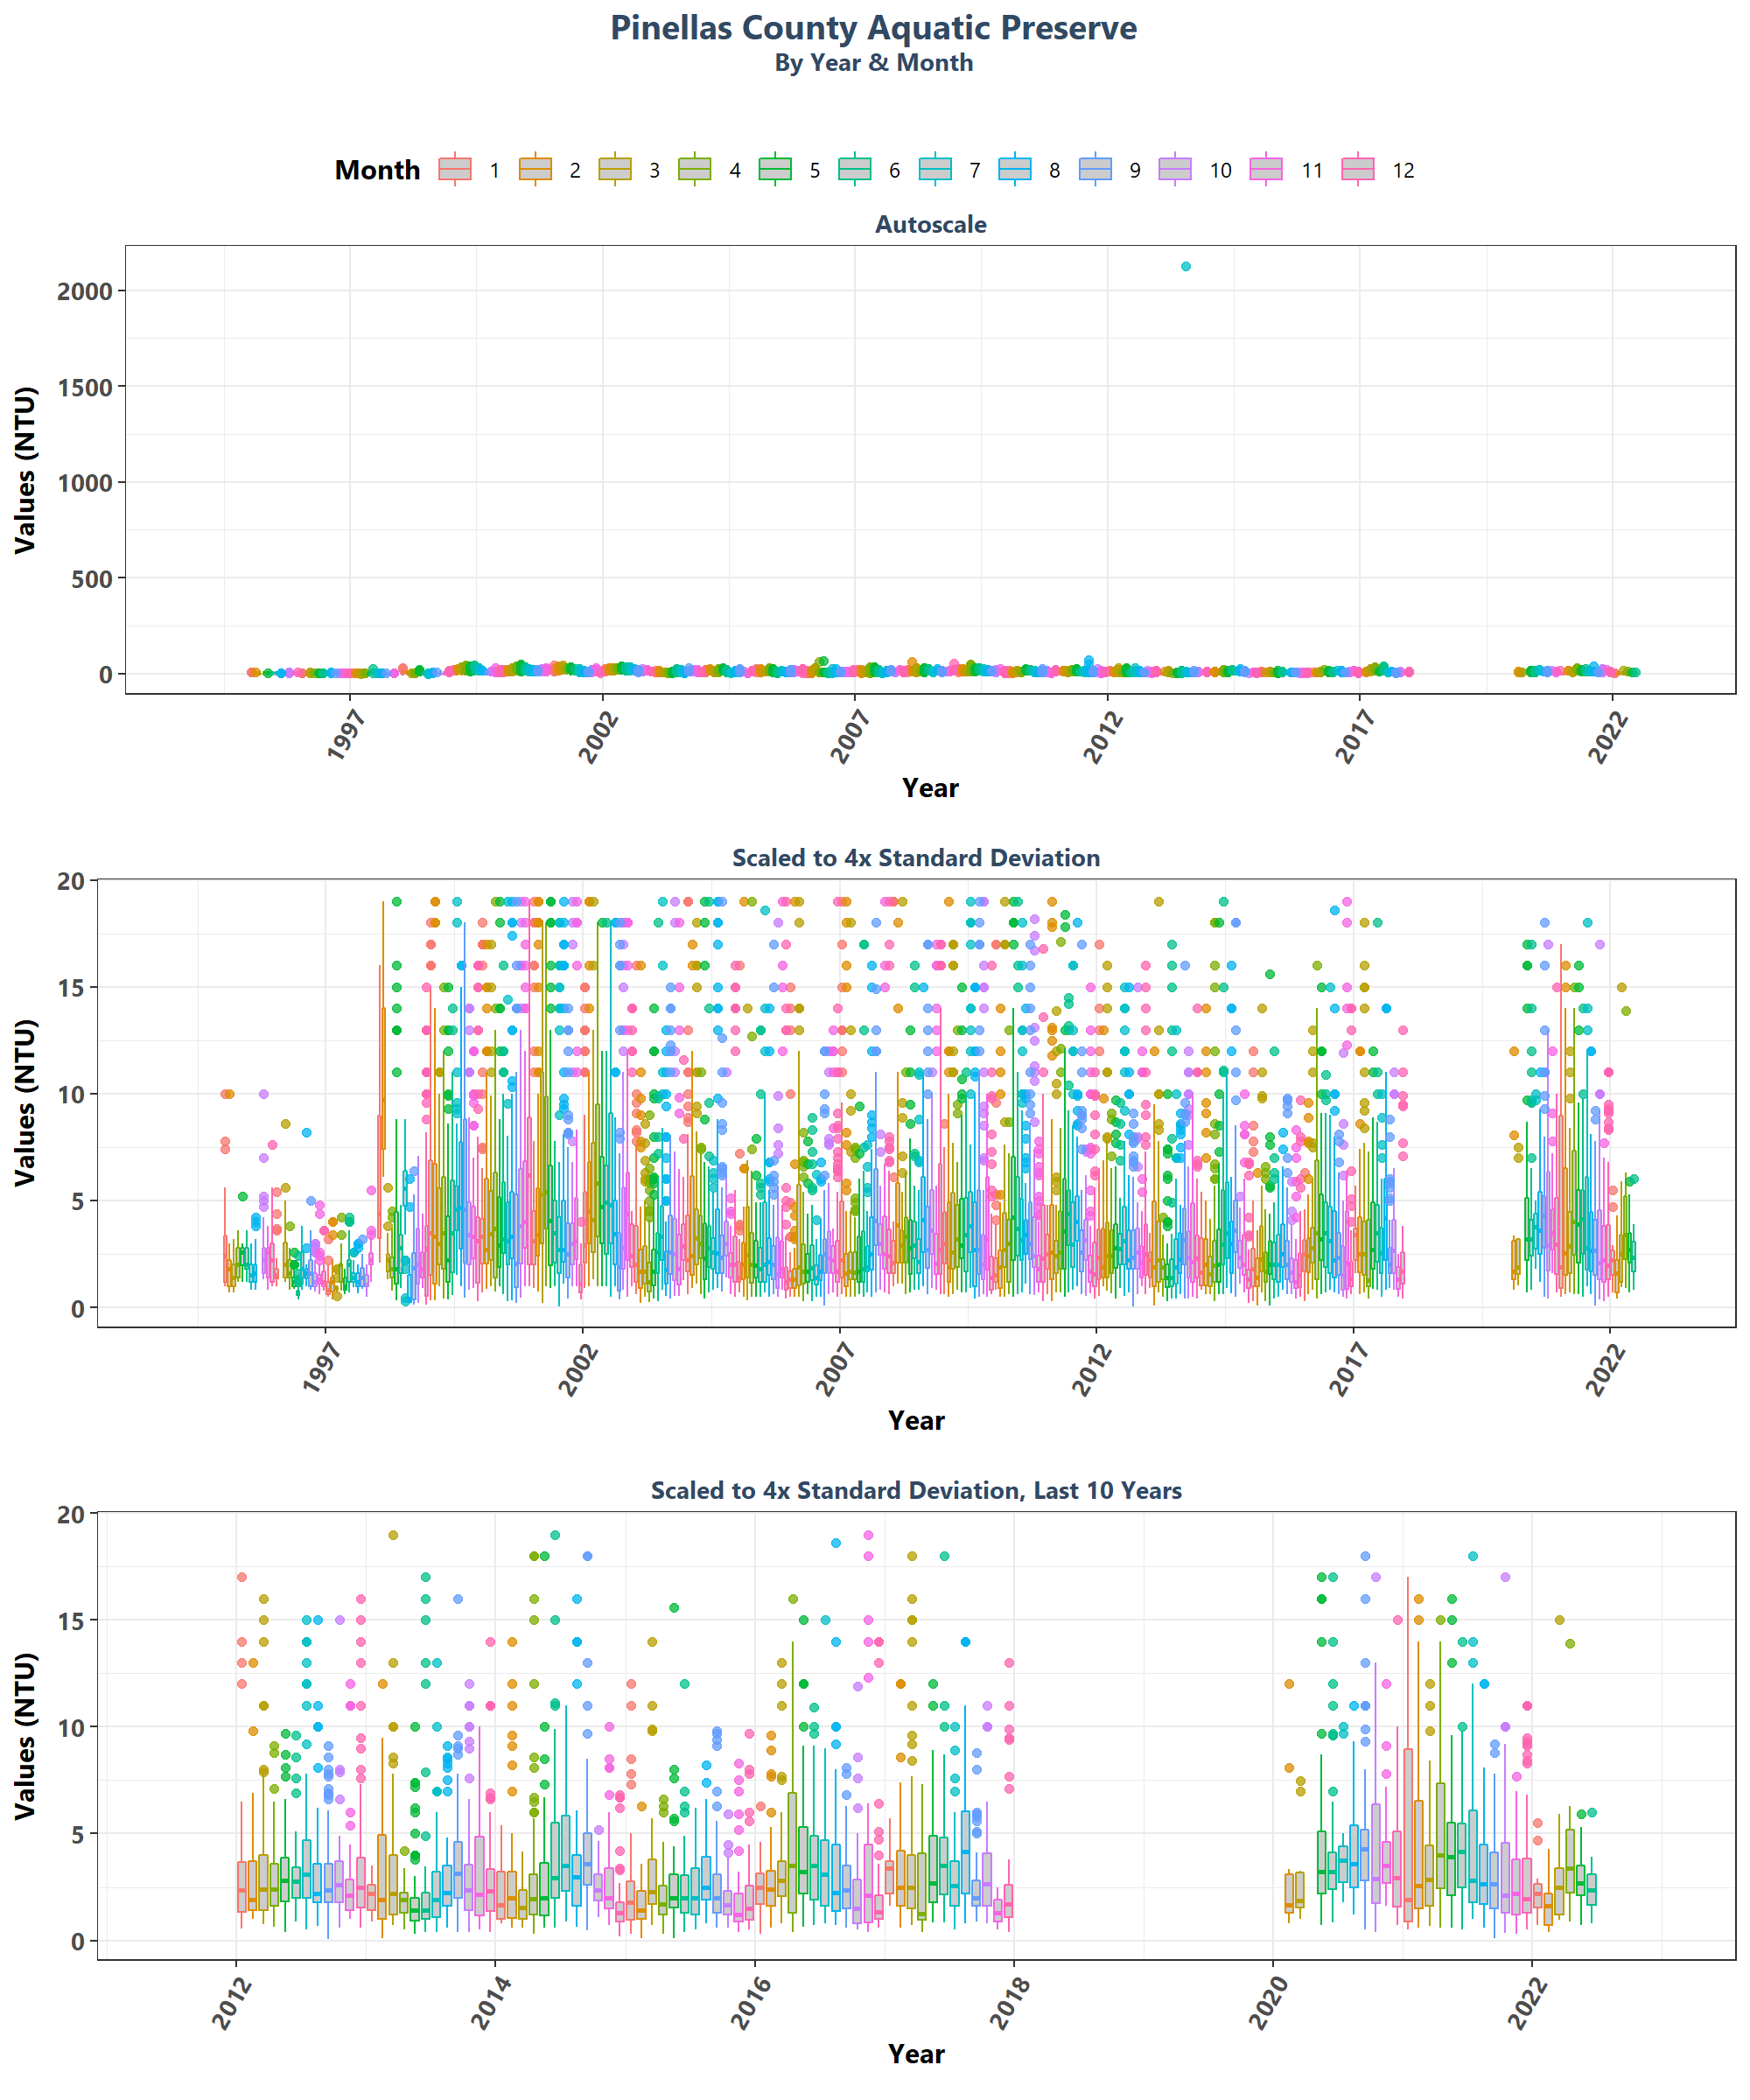 Pinellas County Aquatic Preserve
By Year & Month
Month 1 2 3 4 5 6 7 8 9 10 11 12
Autoscale
Values (NTU)
2000
1500
1000
500
0
1997 2002 2007 2012 2017 2022
Year
Scaled to 4x Standard Deviation
Values (NTU)
20
15
10
5
0
1997 2002 2007 2012 2017 2022
Year
Scaled to 4x Standard Deviation, Last 10 Years
Values (NTU)
20
15
10
5
0
2012 2014 2016 2018 2020 2022
Year